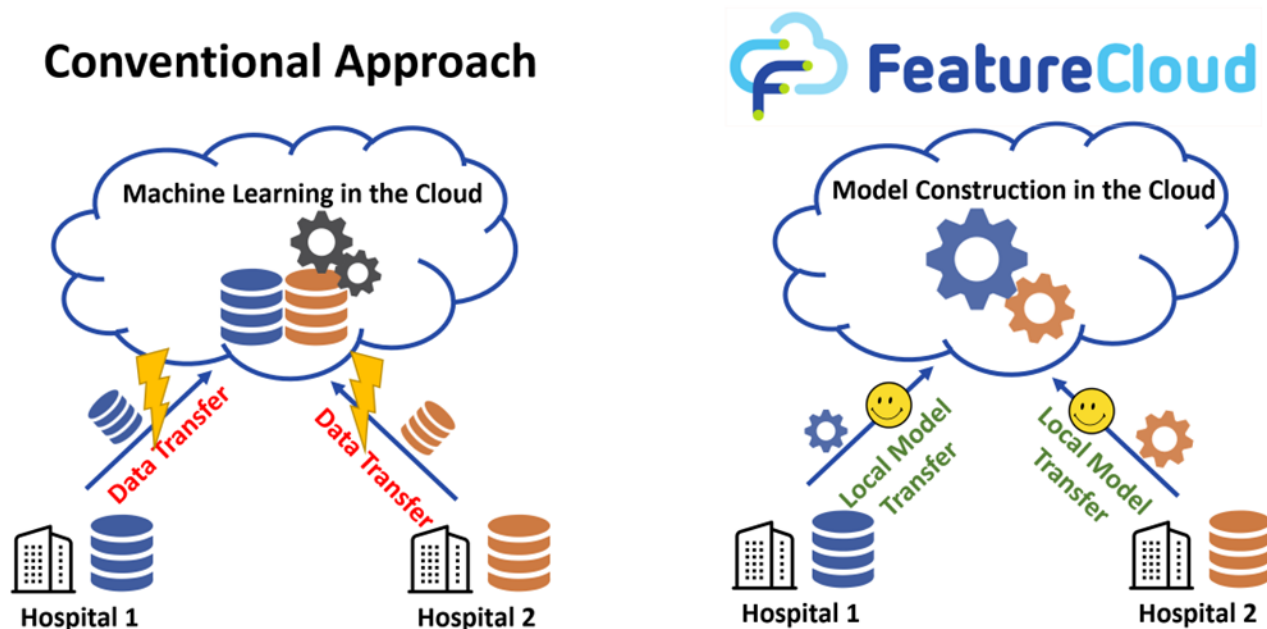 Conventional Approach
Machine Learning in the Cloud
Data Transfer
Data Transfer
Hospital 1
Hospital 2
FeatureCloud
Model Construction in the Cloud
Local Model
Transfer
Local Model
Transfer
Hospital 1
Hospital 2